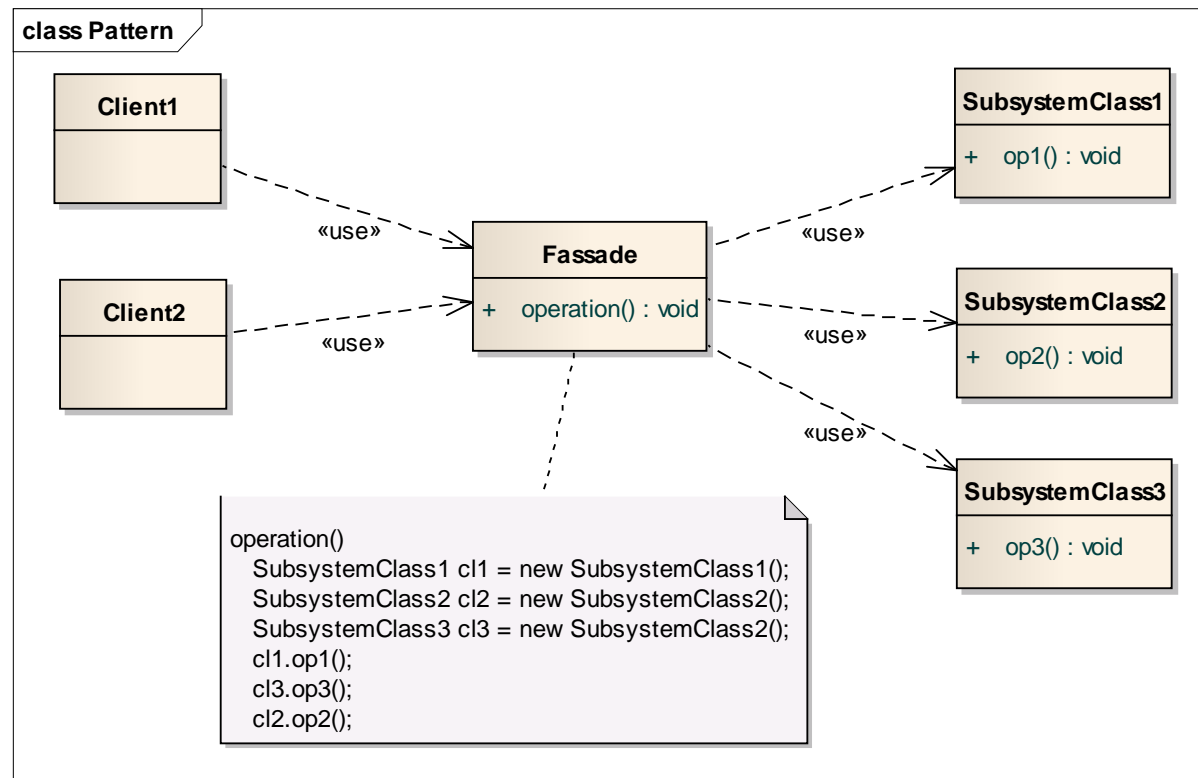 class Pattern
Client1
Client2
«use»
«use»
Fassade
+ operation() : void
«use»
«use»
«use»
SubsystemClass1
+ op1() : void
SubsystemClass2
+ op2() : void
SubsystemClass3
+ op3() : void
operation()
SubsystemClass1 cl1 = new SubsystemClass1();
SubsystemClass2 cl2 = new SubsystemClass2();
SubsystemClass3 cl3 = new SubsystemClass2();
cl1.op1();
cl3.op3();
cl2.op2();